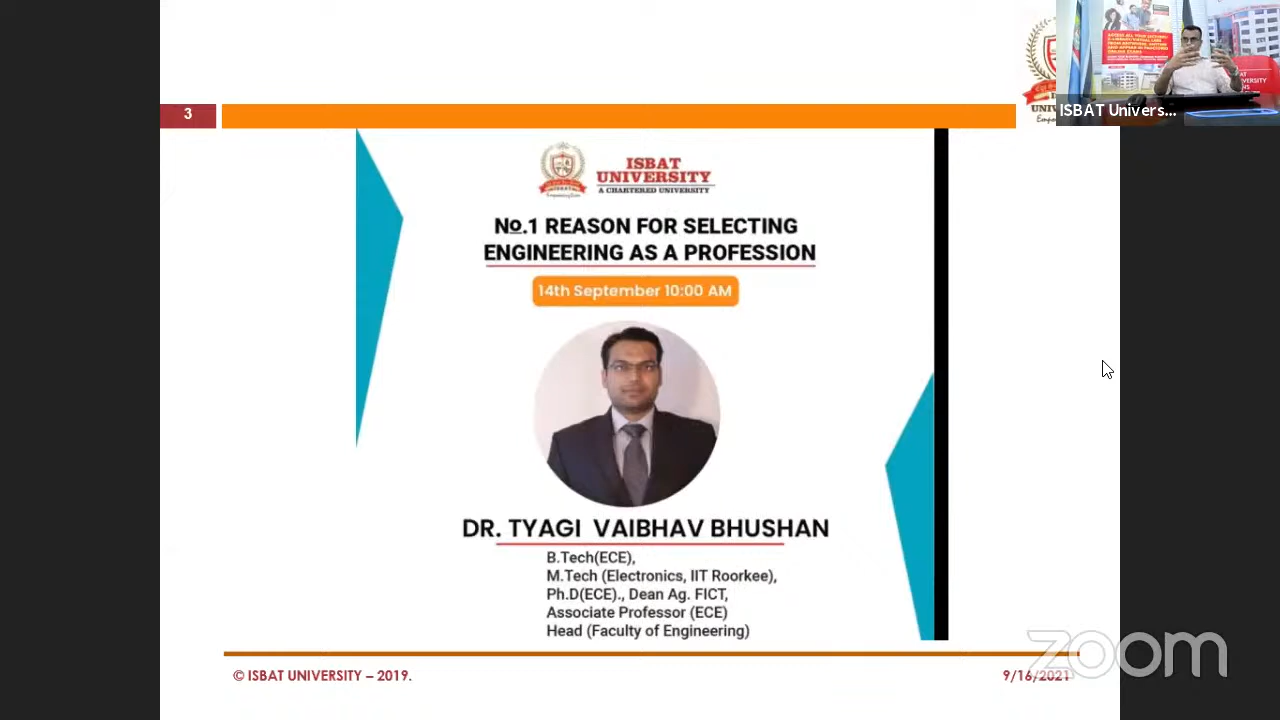 3
ISBAT
UNIVERSITY
A CHARTERED UNIVERSITY
No.1 REASON FOR SELECTING
ENGINEERING AS A PROFESSION
14th September 10:00 AM
DR. TYAGI VAIBHAV BHUSHAN
B.Tech(ECE),
M.Tech (Electronics, IIT Roorkee),
Ph.D(ECE)., Dean Ag. FICT,
Associate Professor (ECE)
Head (Faculty of Engineering)
© ISBAT UNIVERSITY – 2019.
9/16/2021
zoom
ISBAT Univers...